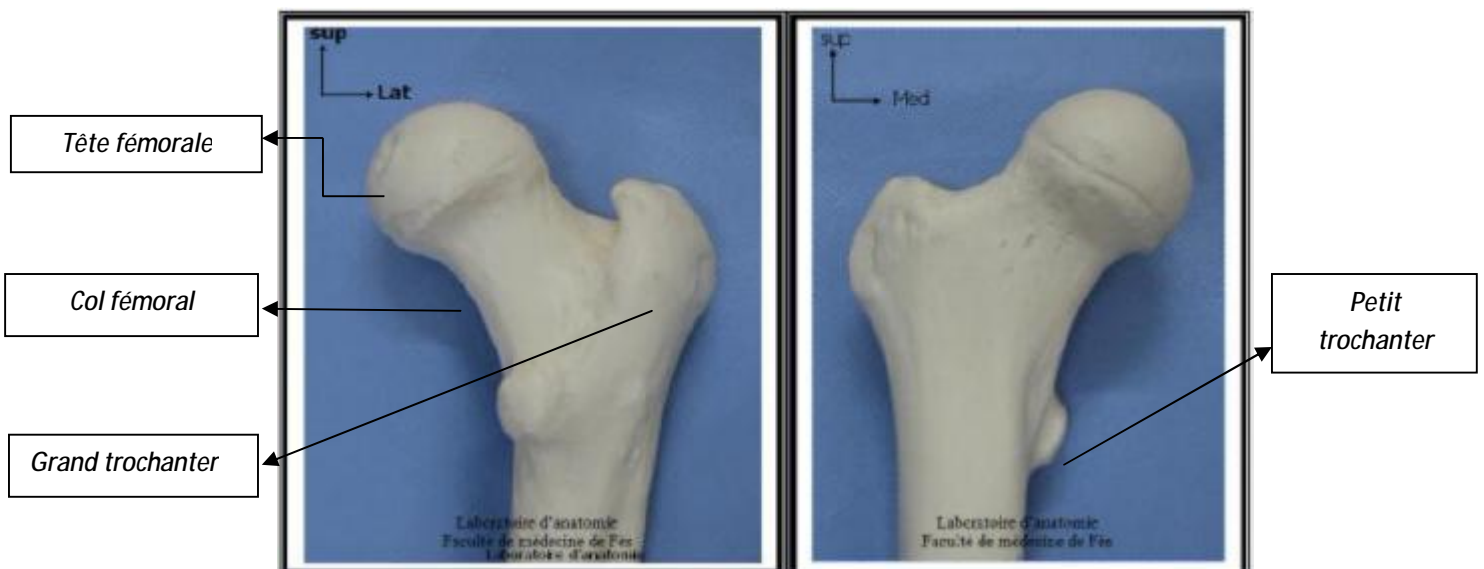 sup
Lat
sup
Med
Tête fémorale
Col fémoral
Grand trochanter
Petit
trochanter
Laboratoire d'anatomie
Faculté de médecine de Fès
Laboratoire d'anatomie
Laboratoire d'anatomie
Faculté de médecine de Fès